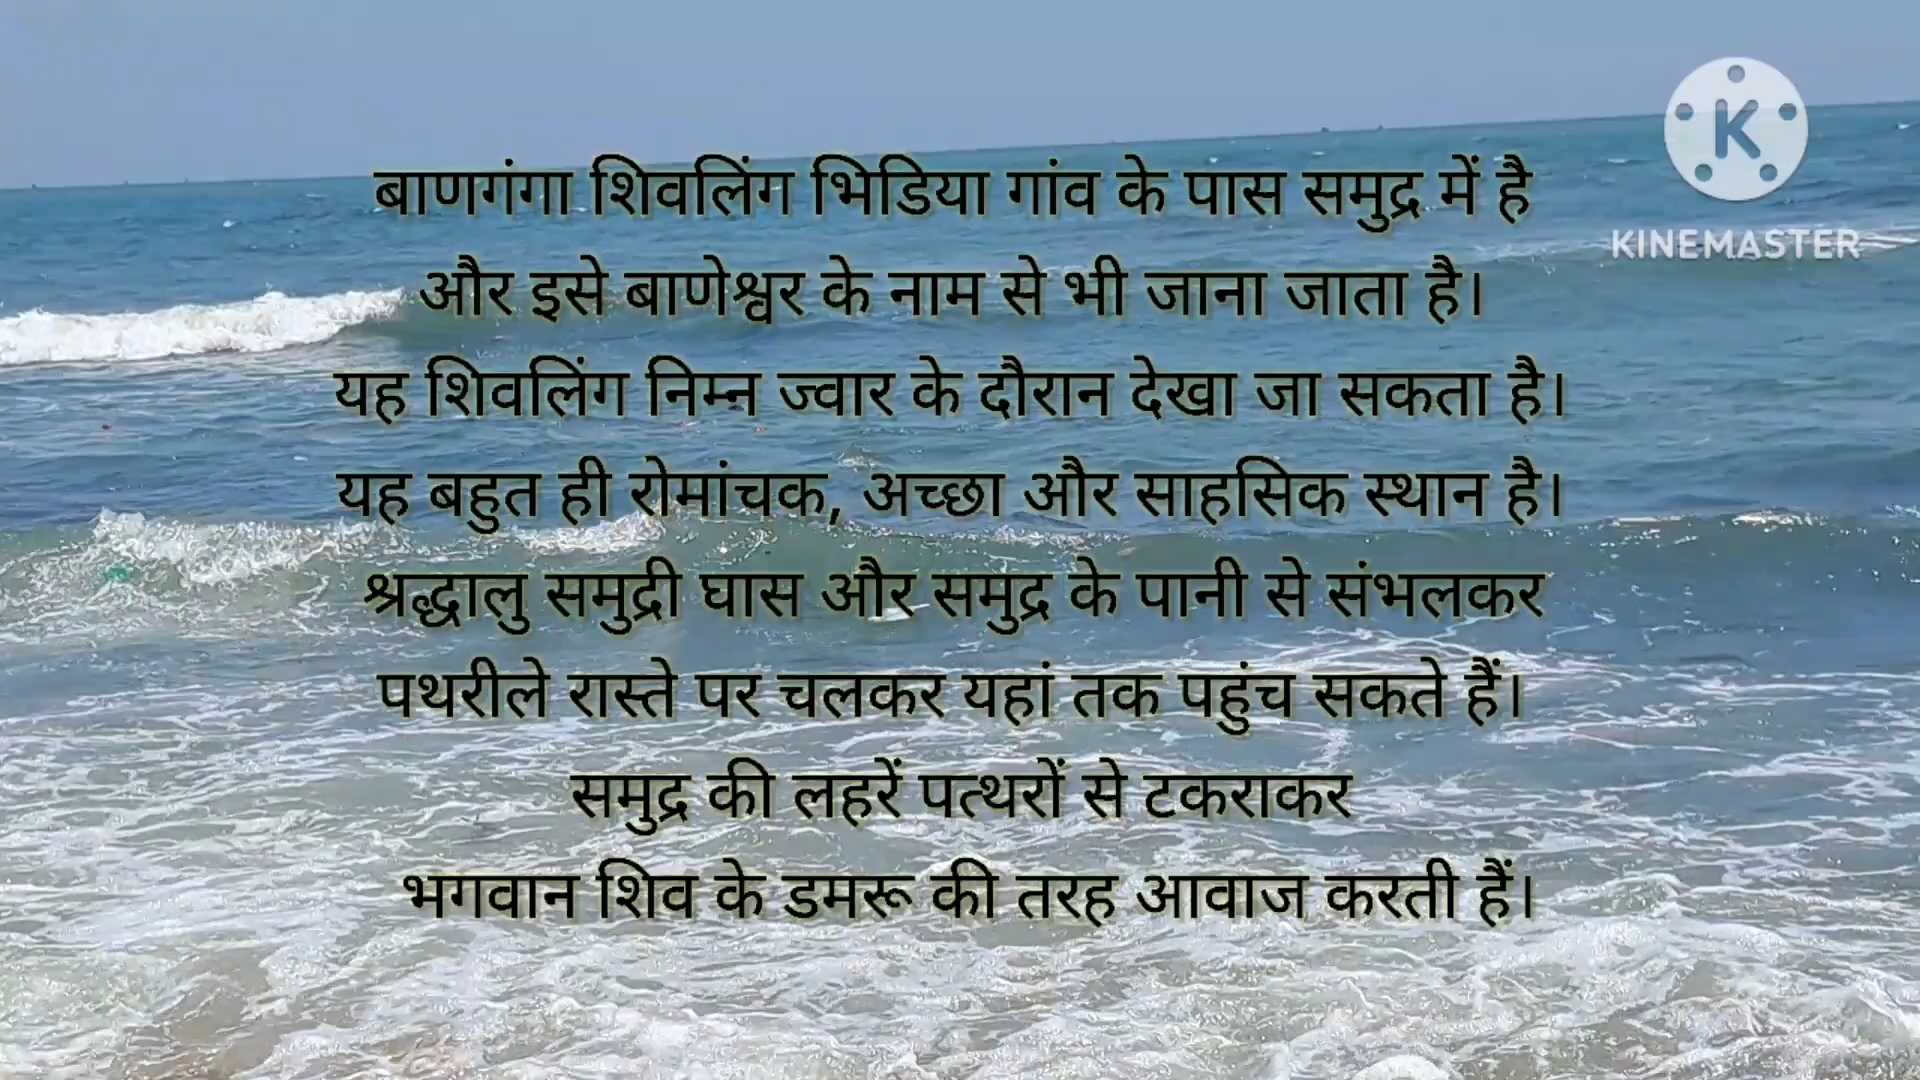 बाणगंगा शिवलिंग भिडिया गांव के पास समुद्र में है
और इसे बाणेश्वर के नाम से भी जाना जाता है।
यह शिवलिंग निम्न ज्वार के दौरान देखा जा सकता है।
यह बहुत ही रोमांचक, अच्छा और साहसिक स्थान है।
श्रद्धालु समुद्री घास और समुद्र के पानी से संभलकर
पथरीले रास्ते पर चलकर यहां तक पहुंच सकते हैं।
समुद्र की लहरें पत्थरों से टकराकर
भगवान शिव के डमरू की तरह आवाज करती हैं।
K
KINEMASTER